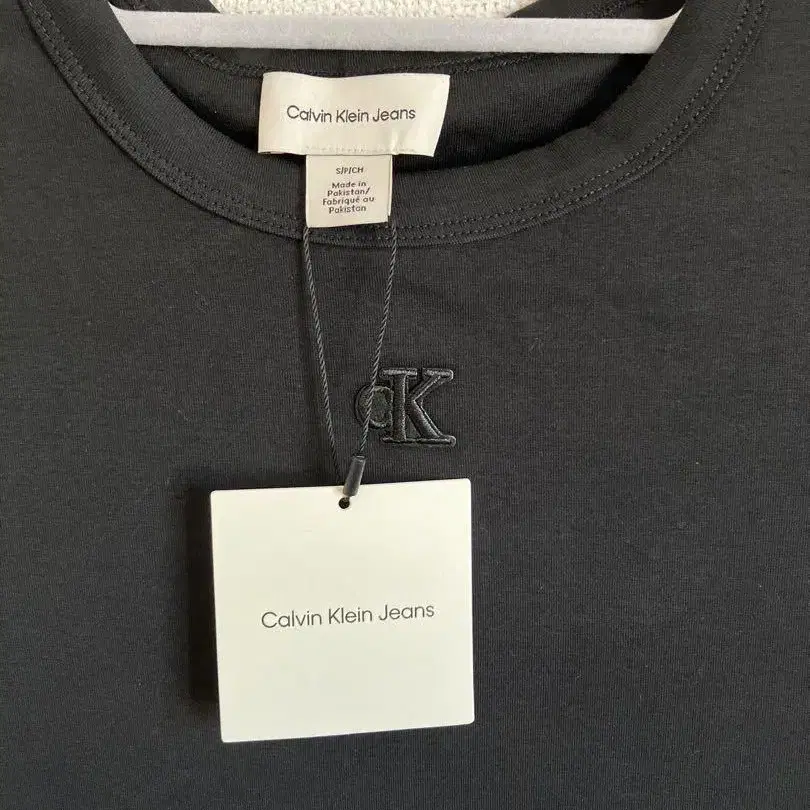 Calvin Klein Jeans
S/P/CH
Made in
Pakistan/
Fabriqué au
Pakistan
CK
Calvin Klein Jeans